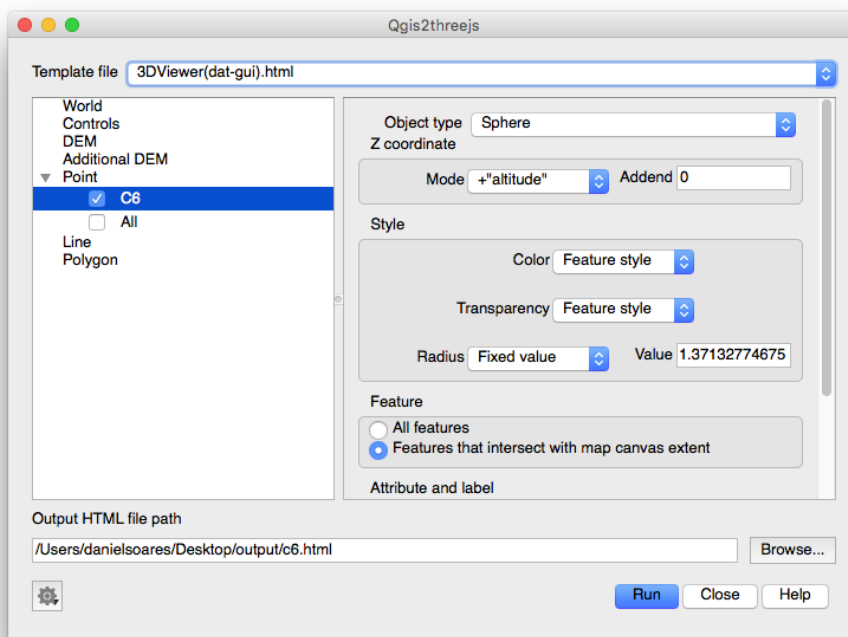 Qgis2threejs
Template file 3DViewer(dat-gui).html
World
Controls
DEM
Additional DEM
Point
C6
All
Line
Polygon
Object type Sphere
Z coordinate
Mode +"altitude" Addend 0
Style
Color Feature style
Transparency Feature style
Radius Fixed value Value 1.37132774675
Feature
All features
Features that intersect with map canvas extent
Attribute and label
Output HTML file path
/Users/danielsoares/Desktop/output/c6.html Browse...
Run Close Help